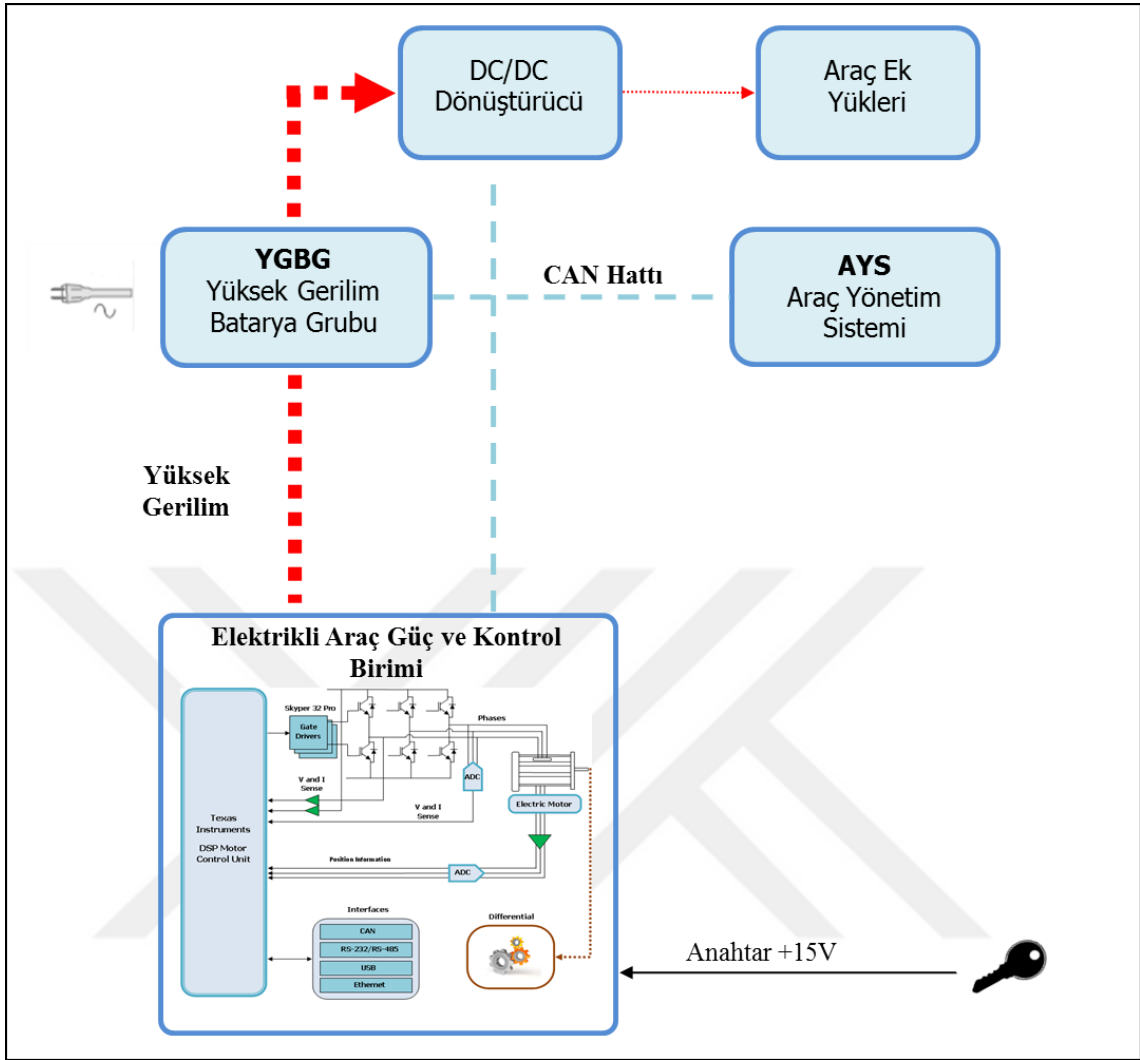 DC/DC
Dönüştürücü
Araç Ek
Yükleri
YGBG
Yüksek Gerilim
Batarya Grubu
CAN Hattı
AYS
Araç Yönetim
Sistemi
Yüksek
Gerilim
Elektrikli Araç Güç ve Kontrol
Birimi
Skyper 32 Pro
Gate
Drivers
Phases
ADC
V and I
Sense
V and I
Sense
Electric Motor
Texas
Instruments
DSP Motor
Control Unit
Position Information
ADC
Interfaces
CAN
RS-232/RS-485
USB
Ethernet
Differential
Anahtar +15V